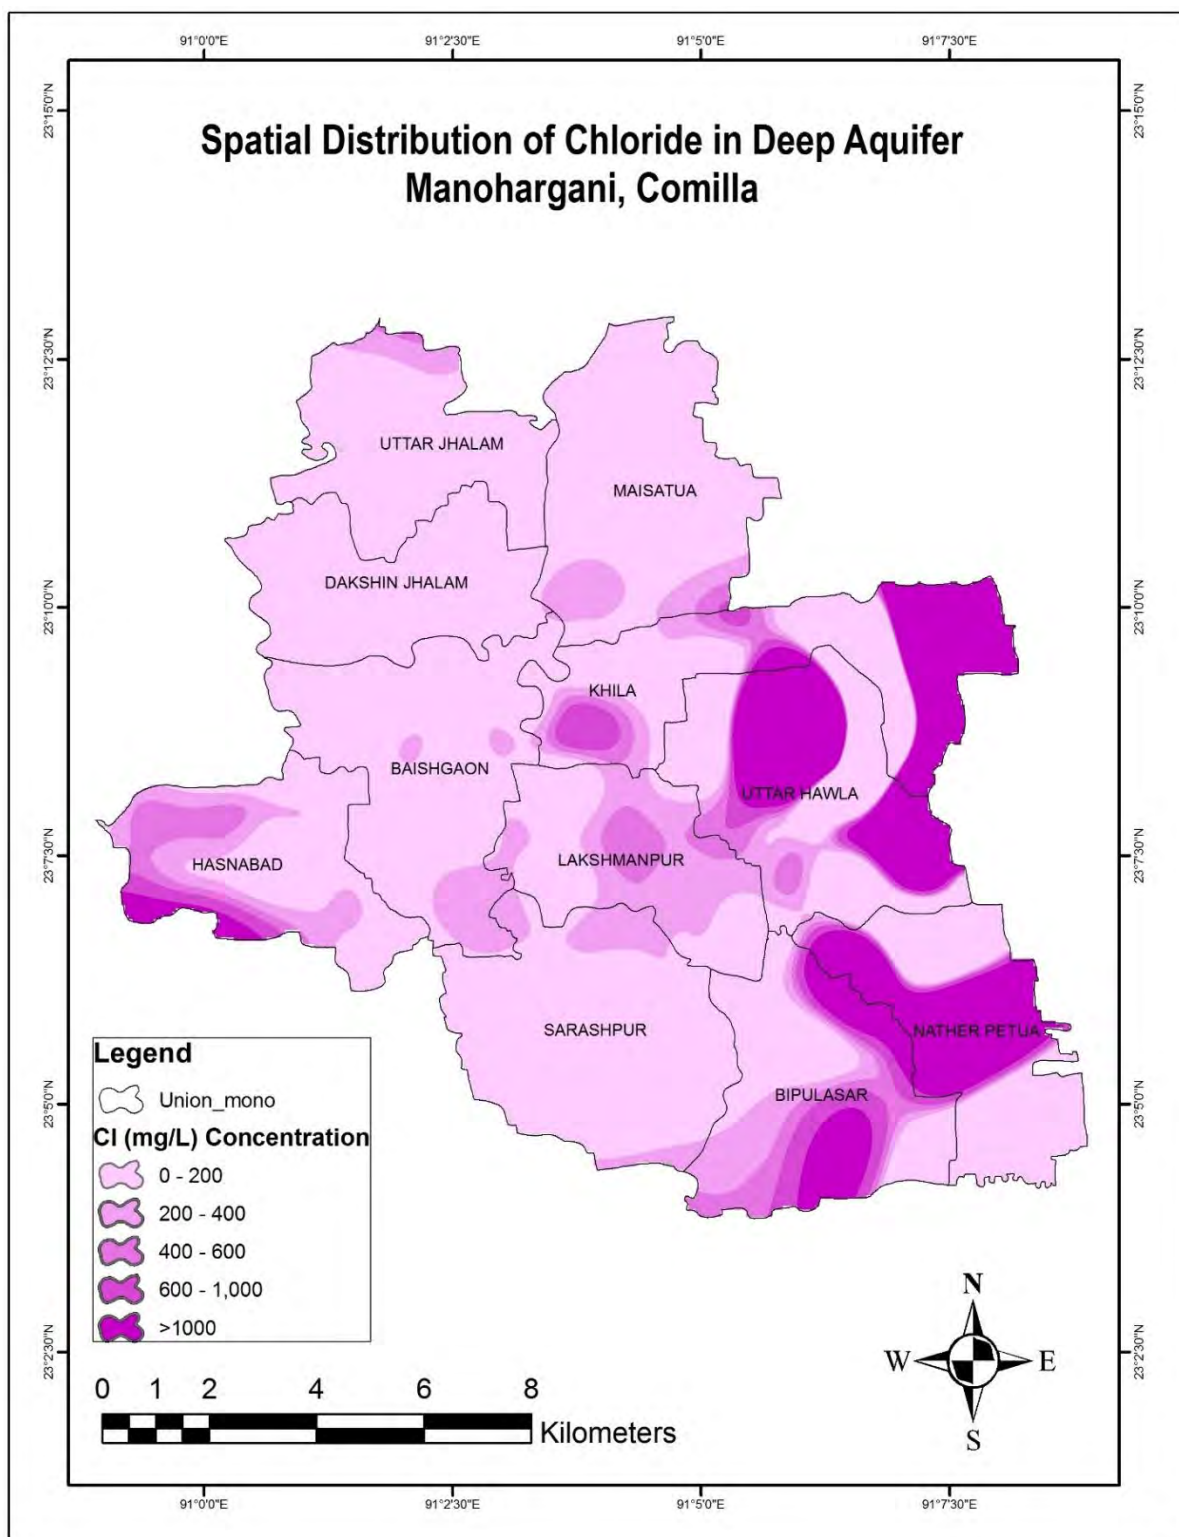 91°0'0"E 91°2'30"E 91°5'0"E 91°7'30"E
23°15'0"N 23°15'0"N
Spatial Distribution of Chloride in Deep Aquifer
Manohargani, Comilla
23°12'30"N 23°12'30"N
UTTAR JHALAM
MAISATUA
DAKSHIN JHALAM
23°10'0"N 23°10'0"N
KHILA
BAISHGAON
UTTAR HAWLA
23°7'30"N 23°7'30"N
HASNABAD
LAKSHMANPUR
SARASHPUR
NATHER PETUA
BIPULASAR
23°5'0"N 23°5'0"N
Legend
Union_mono
Cl (mg/L) Concentration
0 - 200
200 - 400
400 - 600
600 - 1,000
>1000
23°2'30"N 23°2'30"N
N
W E
S
0 1 2 4 6 8
Kilometers
91°0'0"E 91°2'30"E 91°5'0"E 91°7'30"E